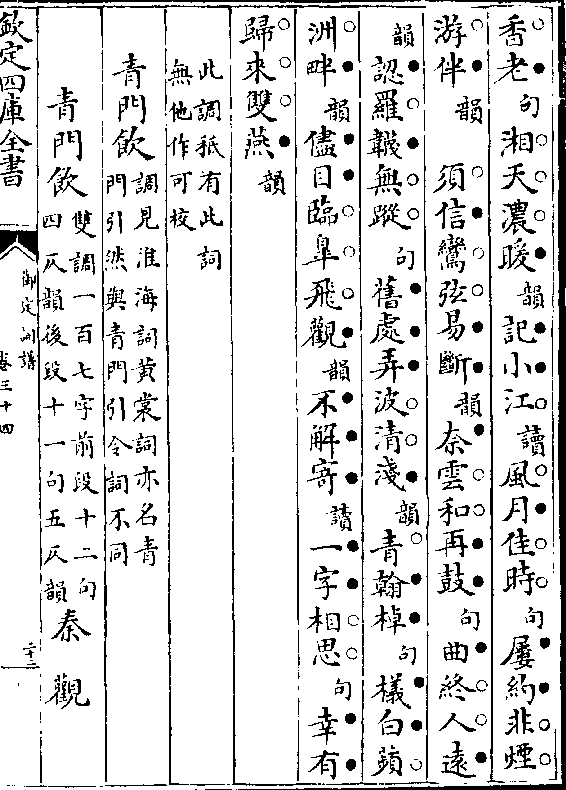 香老句湘天濃暖韻記小江讀風月佳時句屢約非煙
游伴韻　須信鸞弦易斷韻奈雲和再鼓句曲終人遠
韻認羅韈無蹤句舊處弄波清淺韻青翰棹句檥白蘋
洲畔韻儘目臨臯飛觀韻不解寄讀一字相思句幸有
歸來雙燕韻
此調秖有此詞
無他作可校
青門飲調見淮海詞黄裳詞亦名青
門引然與青門引令詞不同
青門飲雙調一百七字前段十二句
四仄韻後段十一句五仄韻秦觀
欽定四庫全書
御定詞譜
卷三十四
二十二